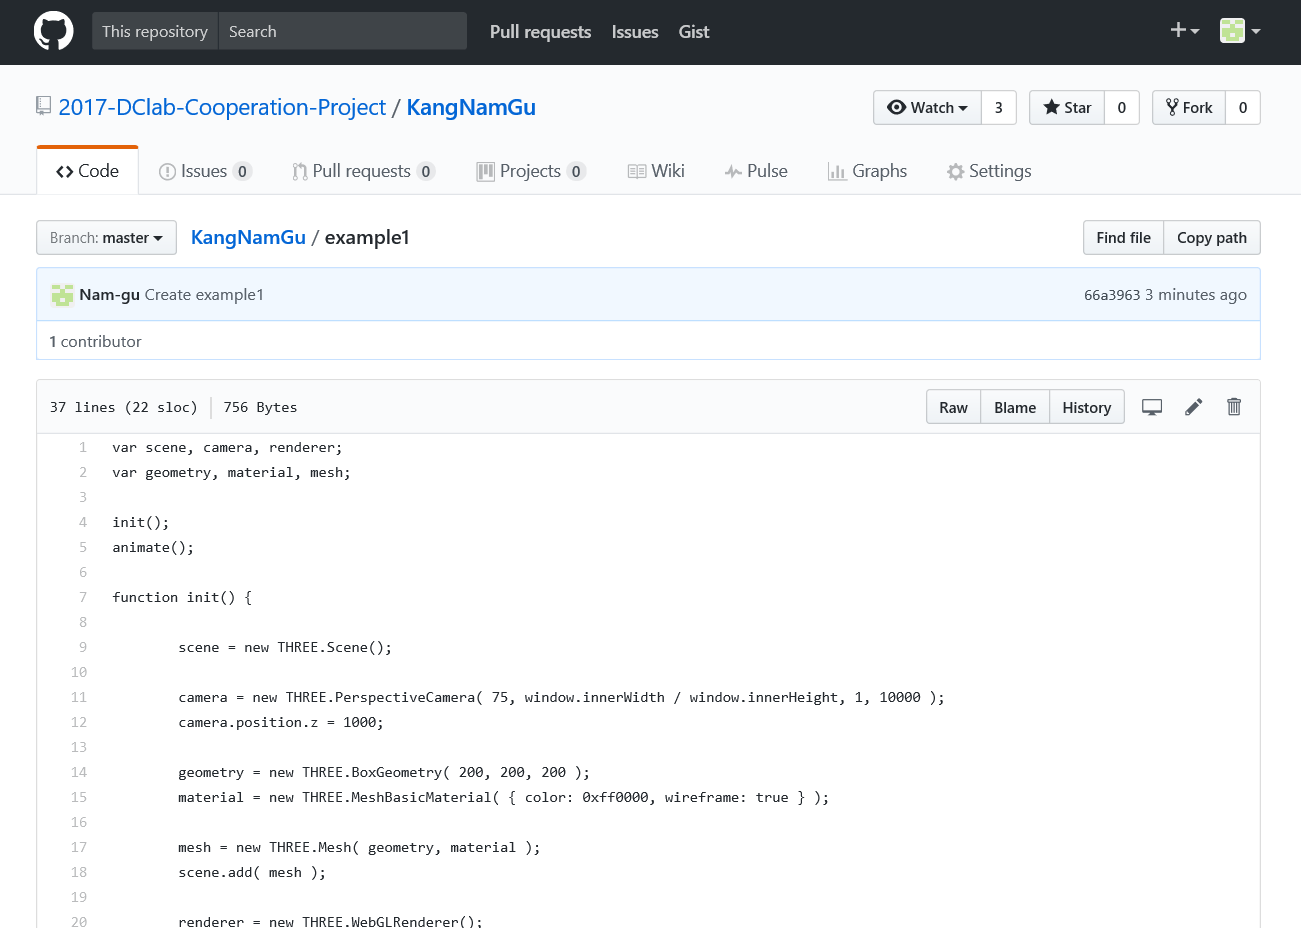 This repository Search Pull requests Issues Gist
2017-DClab-Cooperation-Project / KangNamGu Watch 3 Star 0 Fork 0
Code Issues 0 Pull requests 0 Projects 0 Wiki Pulse Graphs Settings
Branch: master KangNamGu / example1 Find file Copy path
Nam-gu Create example1 66a3963 3 minutes ago
1 contributor
37 lines (22 sloc) 756 Bytes Raw Blame History
1 var scene, camera, renderer;
2 var geometry, material, mesh;
3
4 init();
5 animate();
6
7 function init() {
8
9 scene = new THREE.Scene();
10
11 camera = new THREE.PerspectiveCamera( 75, window.innerWidth / window.innerHeight, 1, 10000 );
12 camera.position.z = 1000;
13
14 geometry = new THREE.BoxGeometry( 200, 200, 200 );
15 material = new THREE.MeshBasicMaterial( { color: 0xff0000, wireframe: true } );
16
17 mesh = new THREE.Mesh( geometry, material );
18 scene.add( mesh );
19
20 renderer = new THREE.WebGLRenderer();